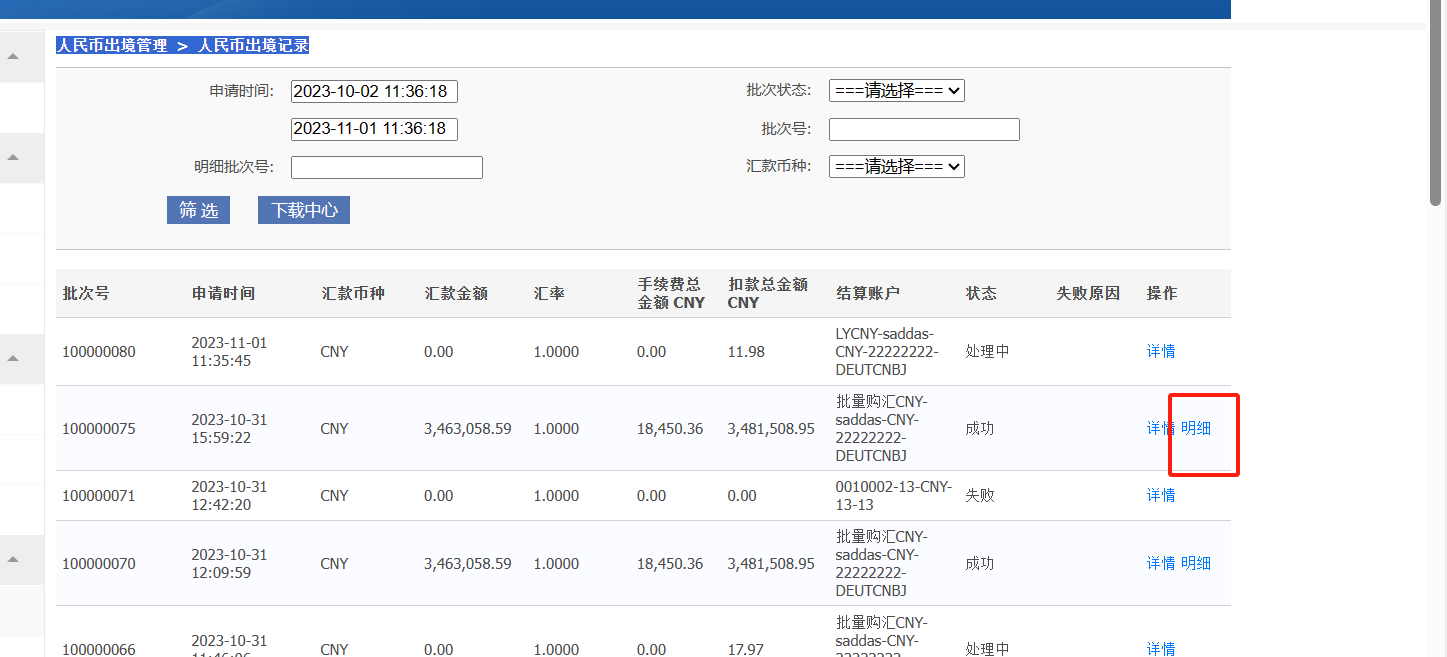 人民币出境管理 > 人民币出境记录
申请时间: 2023-10-02 11:36:18 批次状态: ===请选择===
2023-11-01 11:36:18 批次号:
明细批次号: 汇款币种: ===请选择===
筛 选 下载中心
批次号 申请时间 汇款币种 汇款金额 汇率 手续费总金额 CNY 扣款总金额 CNY 结算账户 状态 失败原因 操作
100000080 2023-11-01 11:35:45 CNY 0.00 1.0000 0.00 11.98 LYCNY-saddas-CNY-22222222-DEUTCNBJ 处理中 详情
100000075 2023-10-31 15:59:22 CNY 3,463,058.59 1.0000 18,450.36 3,481,508.95 批量购汇CNY-saddas-CNY-22222222-DEUTCNBJ 成功 详情 明细
100000071 2023-10-31 12:42:20 CNY 0.00 1.0000 0.00 0.00 0010002-13-CNY-13-13 失败 详情
100000070 2023-10-31 12:09:59 CNY 3,463,058.59 1.0000 18,450.36 3,481,508.95 批量购汇CNY-saddas-CNY-22222222-DEUTCNBJ 成功 详情 明细
100000066 2023-10-31 CNY 0.00 1.0000 0.00 17.97 批量购汇CNY-saddas-CNY- 处理中 详情